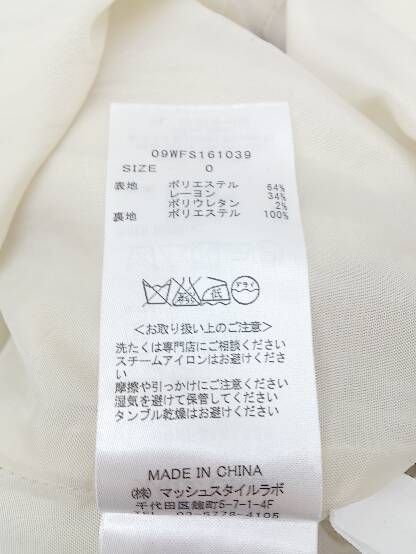 09WFS161039
SIZE 0
表地 ポリエステル 64%
レーヨン 34%
ポリウレタン 2%
裏地 ポリエステル 100%
低 ドライ
<お取り扱い上のご注意>
洗たくは専門店にご相談ください
スチームアイロンはお避けくださ
い
摩擦や引っかけにご注意ください
湿気を避けて保管してください
タンブル乾燥はお避けください
MADE IN CHINA
(株) マッシュスタイルラボ
千代田区麹町5-7-1-4F